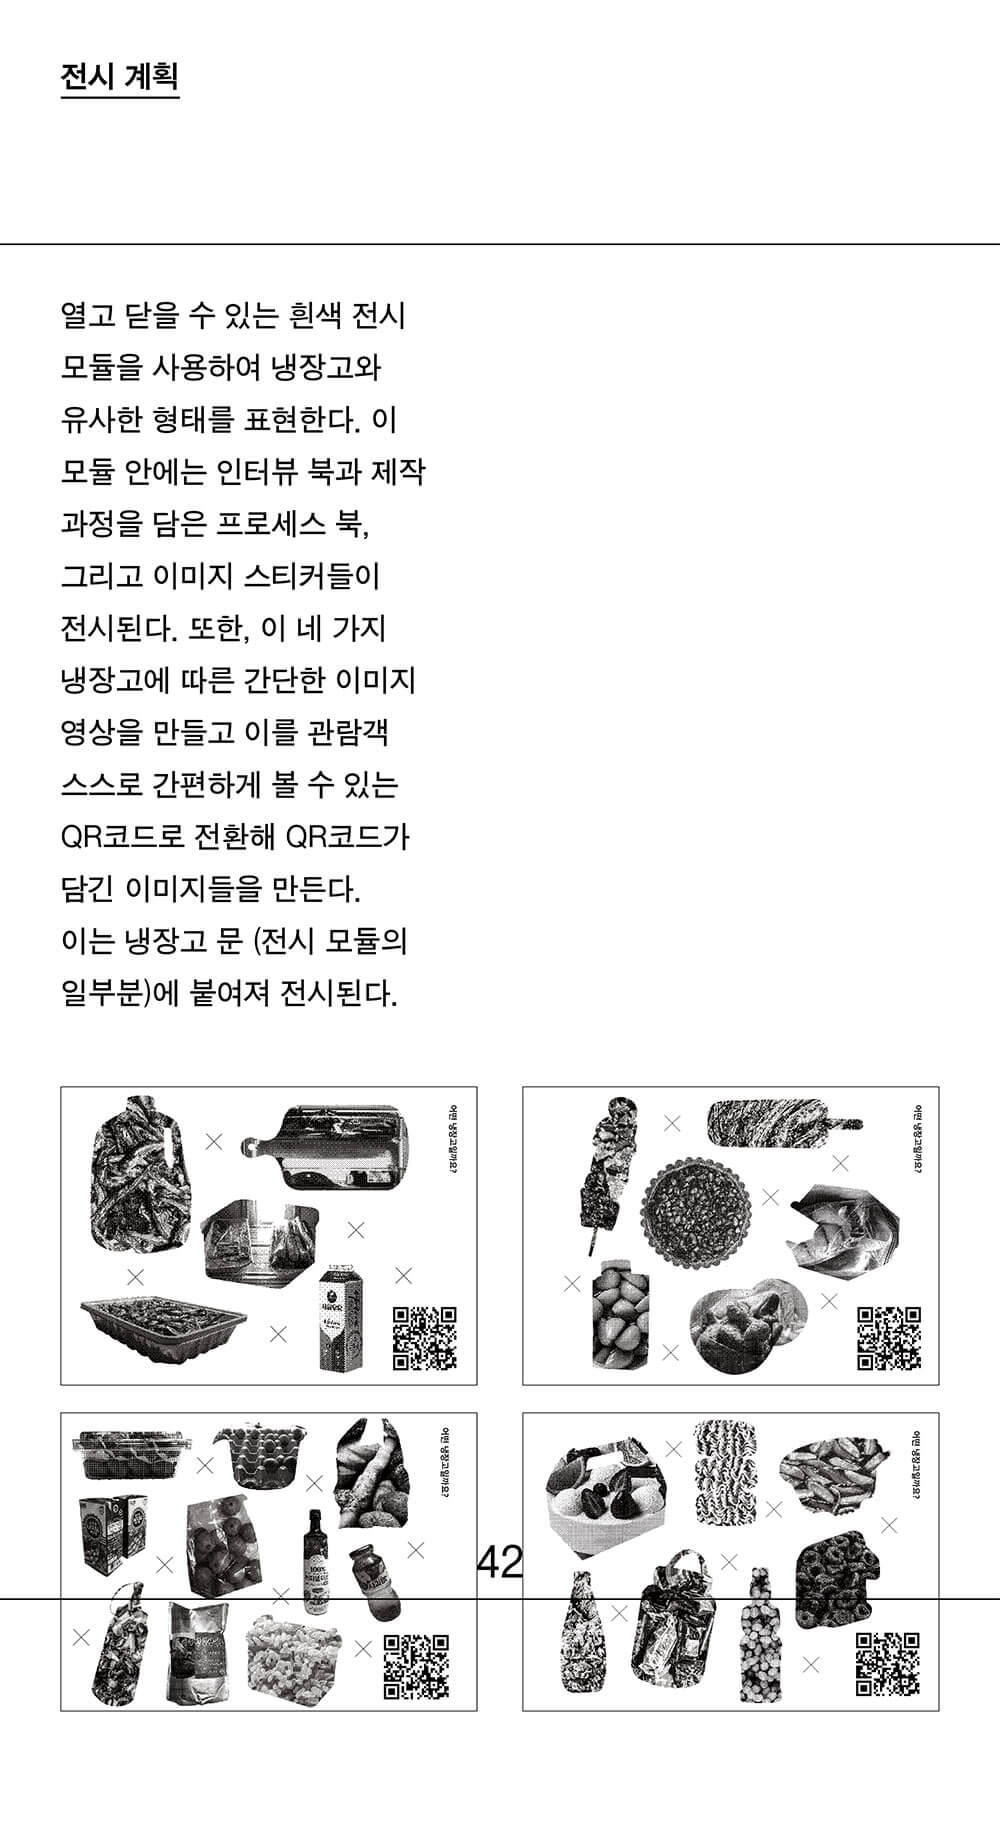 전시 계획
열고 닫을 수 있는 흰색 전시
모듈을 사용하여 냉장고와
유사한 형태를 표현한다. 이
모듈 안에는 인터뷰 북과 제작
과정을 담은 프로세스 북,
그리고 이미지 스티커들이
전시된다. 또한, 이 네 가지
냉장고에 따른 간단한 이미지
영상을 만들고 이를 관람객
스스로 간편하게 볼 수 있는
QR코드로 전환해 QR코드가
담긴 이미지들을 만든다.
이는 냉장고 문 (전시 모듈의
일부분)에 붙여져 전시된다.
어떤 냉장고일까요?
어떤 냉장고일까요?
어떤 냉장고일까요?
100%
42
어떤 냉장고일까요?